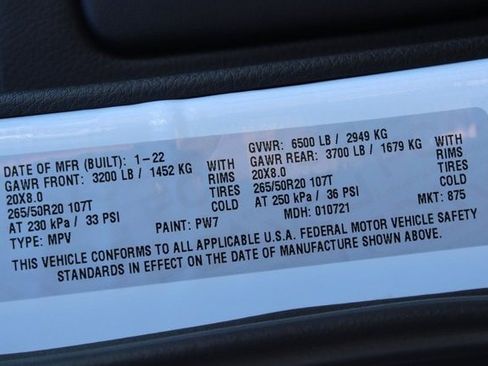 DATE OF MFR (BUILT): 1-22 GVWR: 6500 LB / 2949 KG
GAWR FRONT: 3200 LB / 1452 KG WITH GAWR REAR: 3700 LB / 1679 KG WITH
20X8.0 RIMS 20X8.0 RIMS
265/50R20 107T TIRES 265/50R20 107T TIRES
AT 230 kPa / 33 PSI COLD AT 250 kPa / 36 PSI COLD
TYPE: MPV PAINT: PW7 MDH: 010721 MKT: 875
THIS VEHICLE CONFORMS TO ALL APPLICABLE U.S.A. FEDERAL MOTOR VEHICLE SAFETY
STANDARDS IN EFFECT ON THE DATE OF MANUFACTURE SHOWN ABOVE.